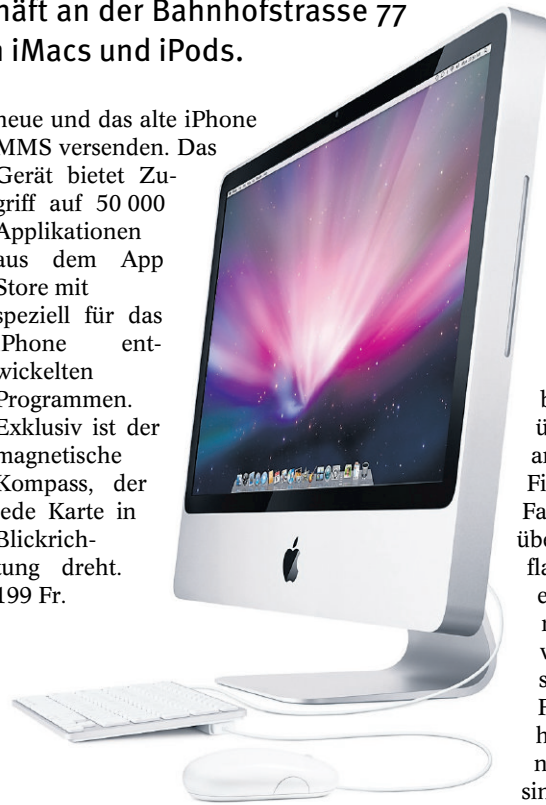 häft an der Bahnhofstrasse 77
iMacs und iPods.
neue und das alte iPhone
MMS versenden. Das
Gerät bietet Zu-
griff auf 50 000
Applikationen
aus dem App
Store mit
speziell für das
iPhone ent-
wickelten
Programmen.
Exklusiv ist der
magnetische
Kompass, der
jede Karte in
Blickrich-
tung dreht.
199 Fr.
b
ü
ar
Fi
Fa
übe
fla
e
n
v
s
F
h
n
sin